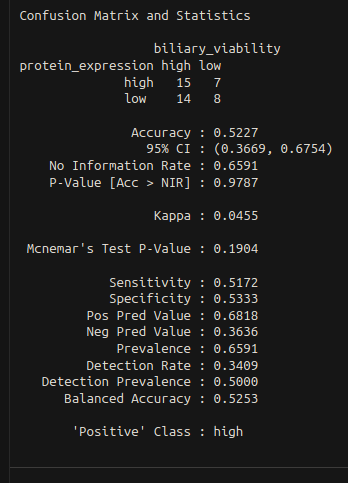 Confusion Matrix and Statistics
biliary_viability
protein_expression high low
high 15 7
low 14 8
Accuracy : 0.5227
95% CI : (0.3669, 0.6754)
No Information Rate : 0.6591
P-Value [Acc > NIR] : 0.9787
Kappa : 0.0455
Mcnemar's Test P-Value : 0.1904
Sensitivity : 0.5172
Specificity : 0.5333
Pos Pred Value : 0.6818
Neg Pred Value : 0.3636
Prevalence : 0.6591
Detection Rate : 0.3409
Detection Prevalence : 0.5000
Balanced Accuracy : 0.5253
'Positive' Class : high